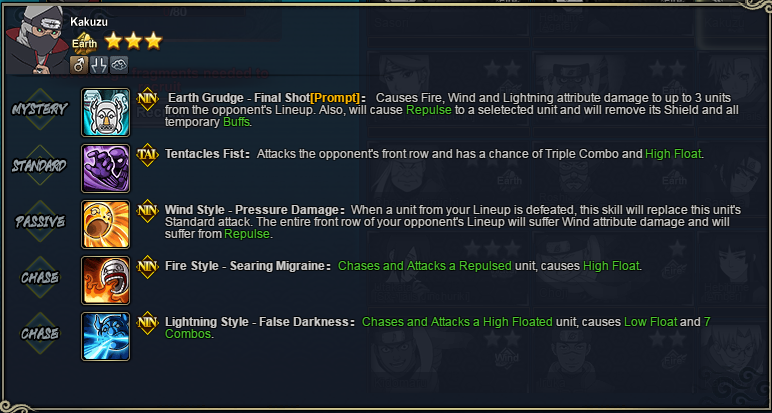 /80
Kakuzu
Earth
MYSTERY
NIN Earth Grudge - Final Shot[Prompt]： Causes Fire, Wind and Lightning attribute damage to up to 3 units
from the opponent's Lineup. Also, will cause Repulse to a seletected unit and will remove its Shield and all
temporary Buffs.
STANDARD
TAI Tentacles Fist： Attacks the opponent's front row and has a chance of Triple Combo and High Float.
PASSIVE
NIN Wind Style - Pressure Damage： When a unit from your Lineup is defeated, this skill will replace this unit's
Standard attack. The entire front row of your opponent's Lineup will suffer Wind attribute damage and will
suffer from Repulse.
CHASE
NIN Fire Style - Searing Migraine： Chases and Attacks a Repulsed unit, causes High Float.
CHASE
NIN Lightning Style - False Darkness： Chases and Attacks a High Floated unit, causes Low Float and 7
Combos.
Earth
Wind